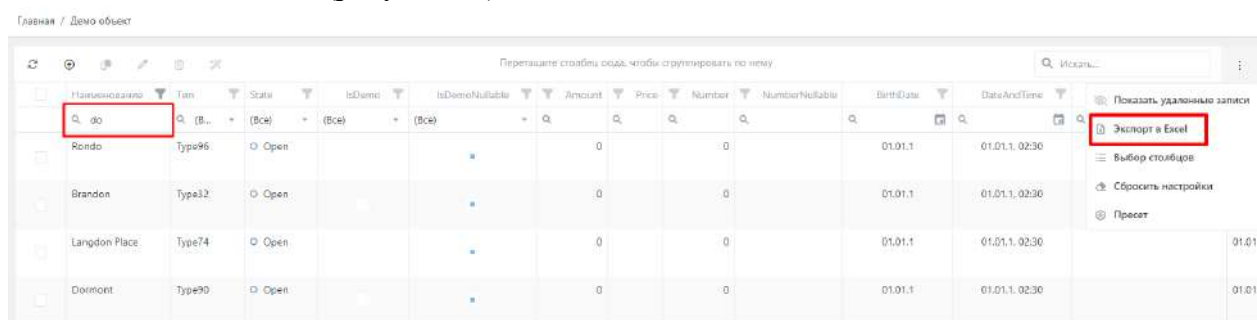 Главная / Демо объект
Перетащите столбец сюда, чтобы сгруппировать по нему
Искать...
Наименование Тип State IsDemo IsDemoNullable Amount Price Number NumberNullable BirthDate DateAndTime
do (В... (Все) (Все) (Все)
Показать удаленные записи
Экспорт в Excel
Выбор столбцов
Сбросить настройки
Пресет
Rondo Type96 Open 0 0 01.01.1 01.01.1, 02:30
Brandon Type32 Open 0 0 01.01.1 01.01.1, 02:30
Langdon Place Type74 Open 0 0 01.01.1 01.01.1, 02:30 01.01
Dormont Type90 Open 0 0 01.01.1 01.01.1, 02:30 01.01